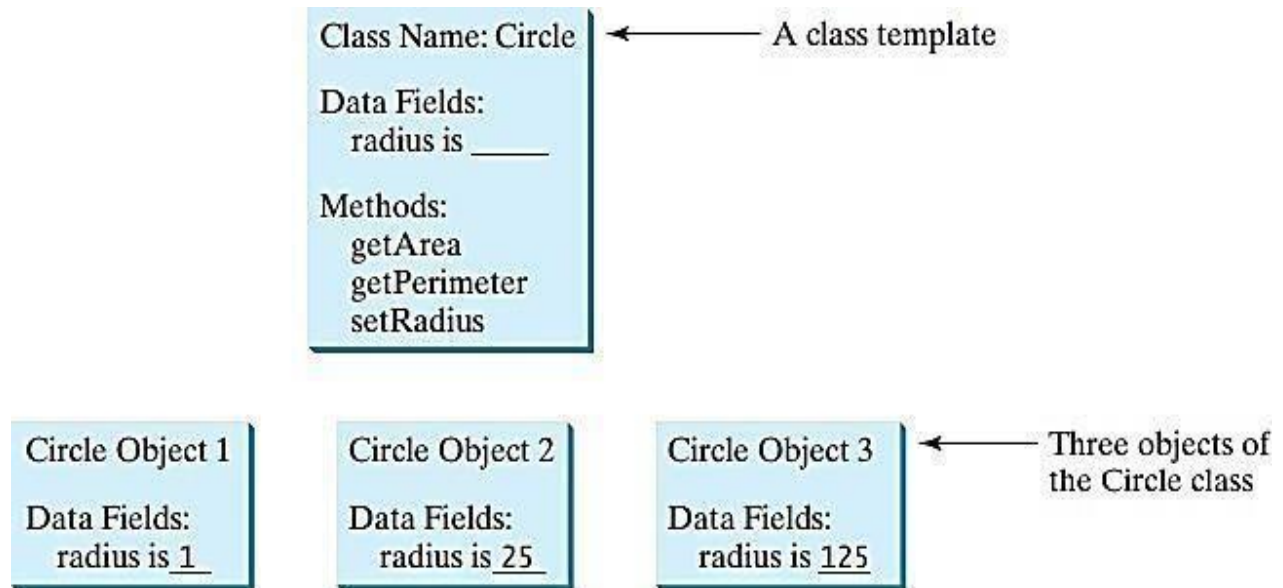 Class Name: Circle
A class template
Data Fields:
radius is _____
Methods:
getArea
getPerimeter
setRadius
Circle Object 1
Data Fields:
radius is 1
Circle Object 2
Data Fields:
radius is 25
Circle Object 3
Data Fields:
radius is 125
Three objects of
the Circle class